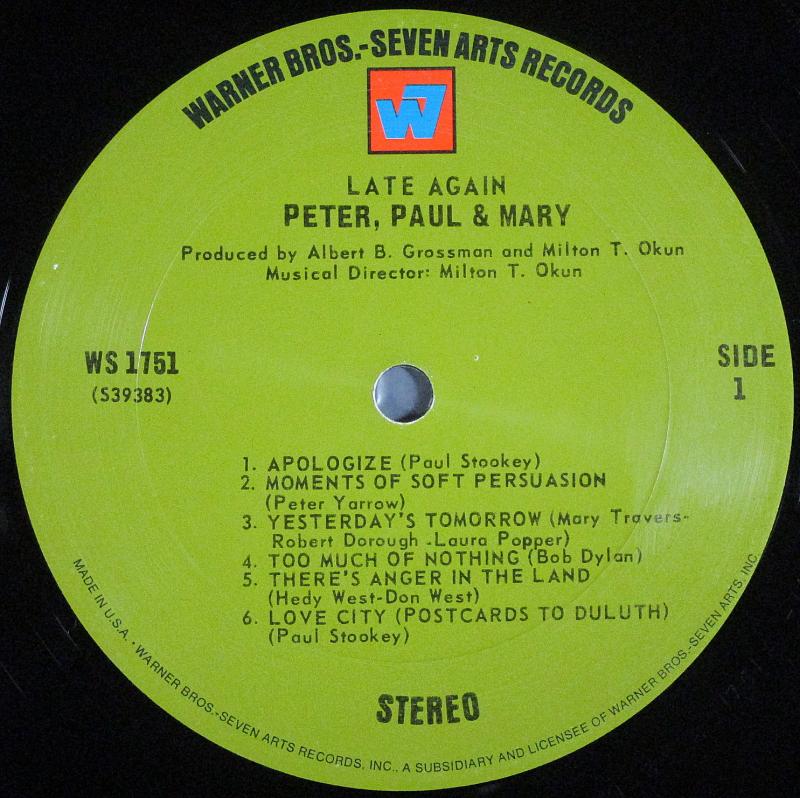 WARNER BROS.-SEVEN ARTS RECORDS
W7
LATE AGAIN
PETER, PAUL & MARY
Produced by Albert B. Grossman and Milton T. Okun
Musical Director: Milton T. Okun
WS 1751
(S39383)
SIDE
1
1. APOLOGIZE (Paul Stookey)
2. MOMENTS OF SOFT PERSUASION
(Peter Yarrow)
3. YESTERDAY'S TOMORROW (Mary Travers-
Robert Dorough-Laura Popper)
4. TOO MUCH OF NOTHING (Bob Dylan)
5. THERE'S ANGER IN THE LAND
(Hedy West-Don West)
6. LOVE CITY (POSTCARDS TO DULUTH)
(Paul Stookey)
STEREO
MADE IN U.S.A. • WARNER BROS.-SEVEN ARTS RECORDS, INC., A SUBSIDIARY AND LICENSEE OF WARNER BROS.-SEVEN ARTS, INC.